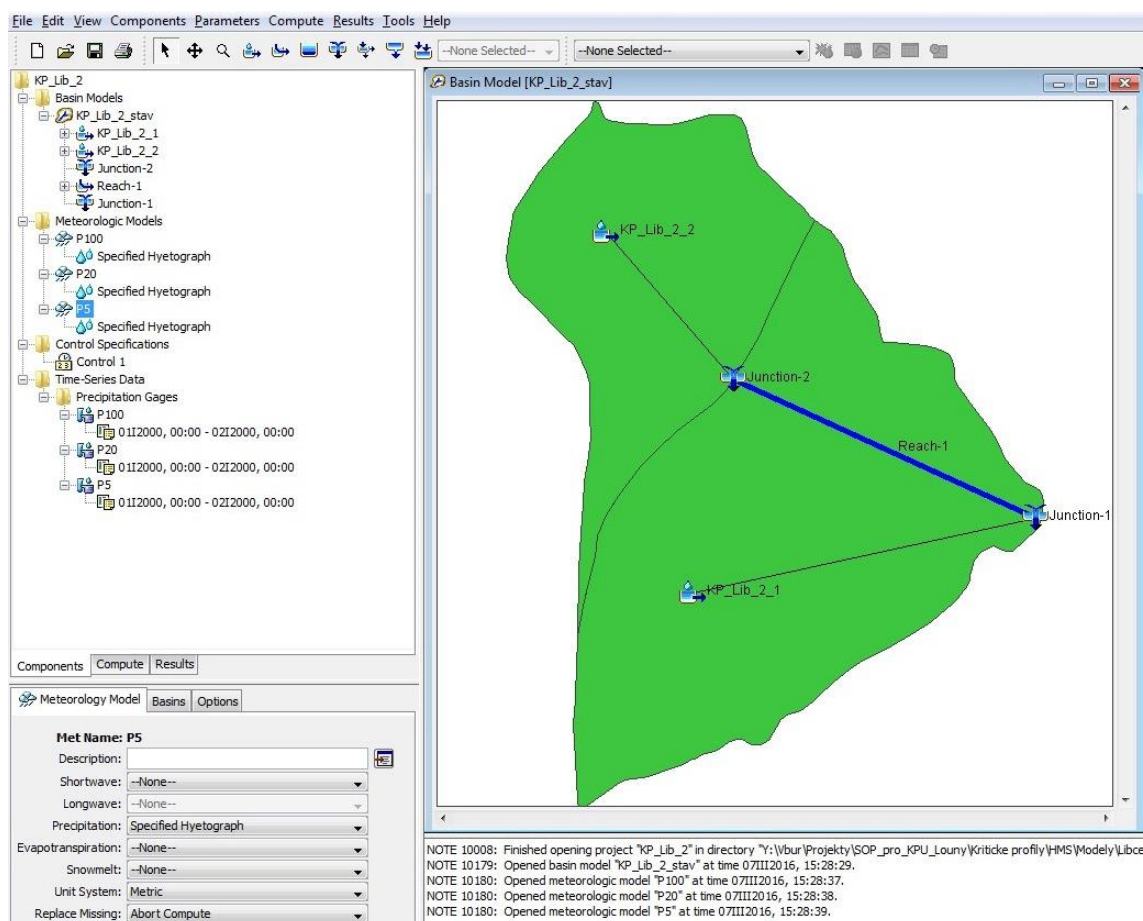 File Edit View Components Parameters Compute Results Tools Help
--None Selected-- --None Selected--
KP_Lib_2
Basin Models
KP_Lib_2_stav
KP_Lib_2_1
KP_Lib_2_2
Junction-2
Reach-1
Junction-1
Meteorologic Models
P100
Specified Hyetograph
P20
Specified Hyetograph
P5
Specified Hyetograph
Control Specifications
Control 1
Time-Series Data
Precipitation Gages
P100
01I2000, 00:00 - 02I2000, 00:00
P20
01I2000, 00:00 - 02I2000, 00:00
P5
01I2000, 00:00 - 02I2000, 00:00
Components Compute Results
Meteorology Model Basins Options
Met Name: P5
Description:
Shortwave: --None--
Longwave: --None--
Precipitation: Specified Hyetograph
Evapotranspiration: --None--
Snowmelt: --None--
Unit System: Metric
Replace Missing: Abort Compute
Basin Model [KP_Lib_2_stav]
KP_Lib_2_2
Junction-2
Reach-1
Junction-1
KP_Lib_2_1
NOTE 10008: Finished opening project "KP_Lib_2" in directory "Y:\Vbur\Projekty\SOP_pro_KPU_Louny\Kriticke profily\HMS\Modely\Libce
NOTE 10179: Opened basin model "KP_Lib_2_stav" at time 07III2016, 15:28:29.
NOTE 10180: Opened meteorologic model "P100" at time 07III2016, 15:28:37.
NOTE 10180: Opened meteorologic model "P20" at time 07III2016, 15:28:38.
NOTE 10180: Opened meteorologic model "P5" at time 07III2016, 15:28:39.